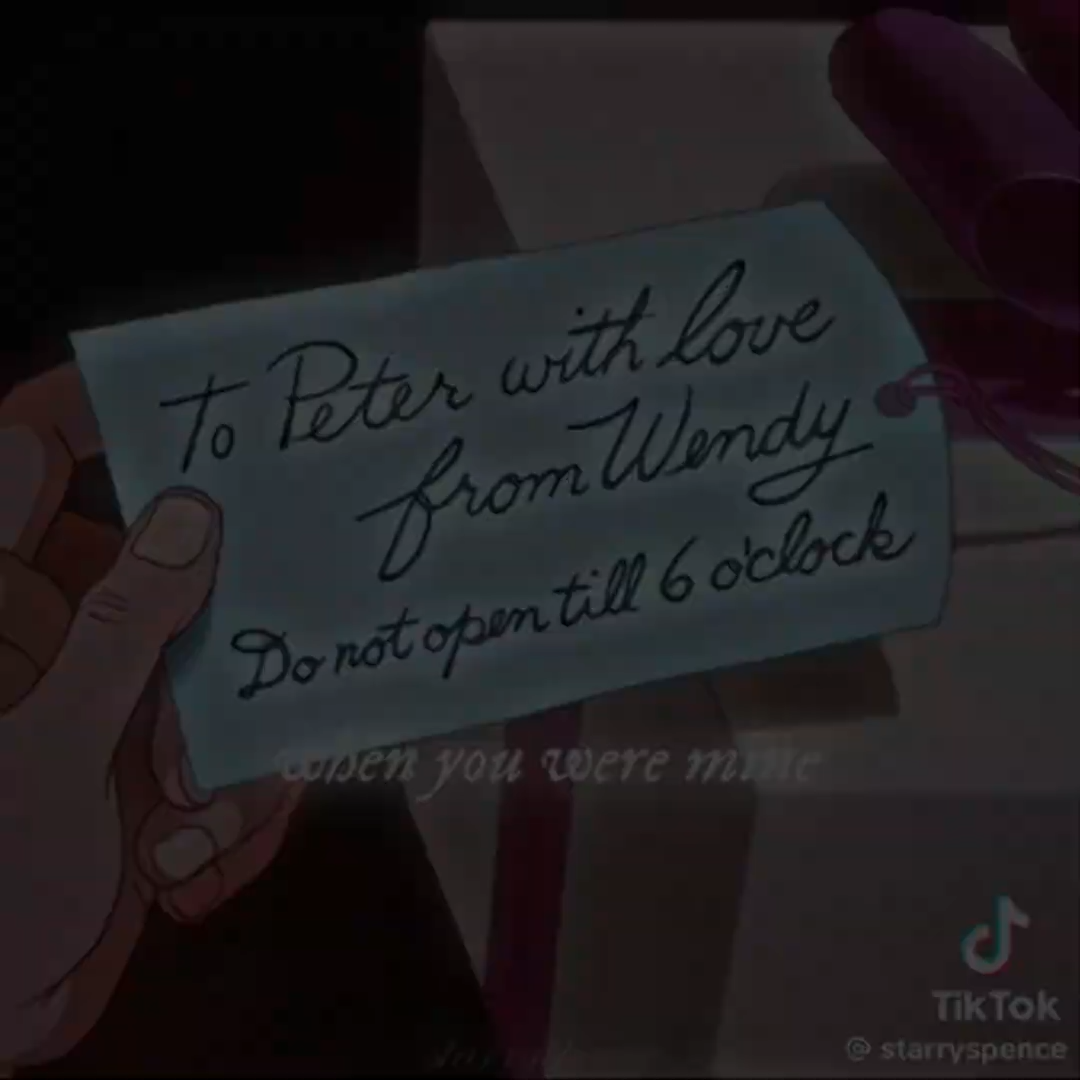 To Peter with love
from Wendy
Do not open till 6 o'clock
when you were mine
TikTok
@ starryspence